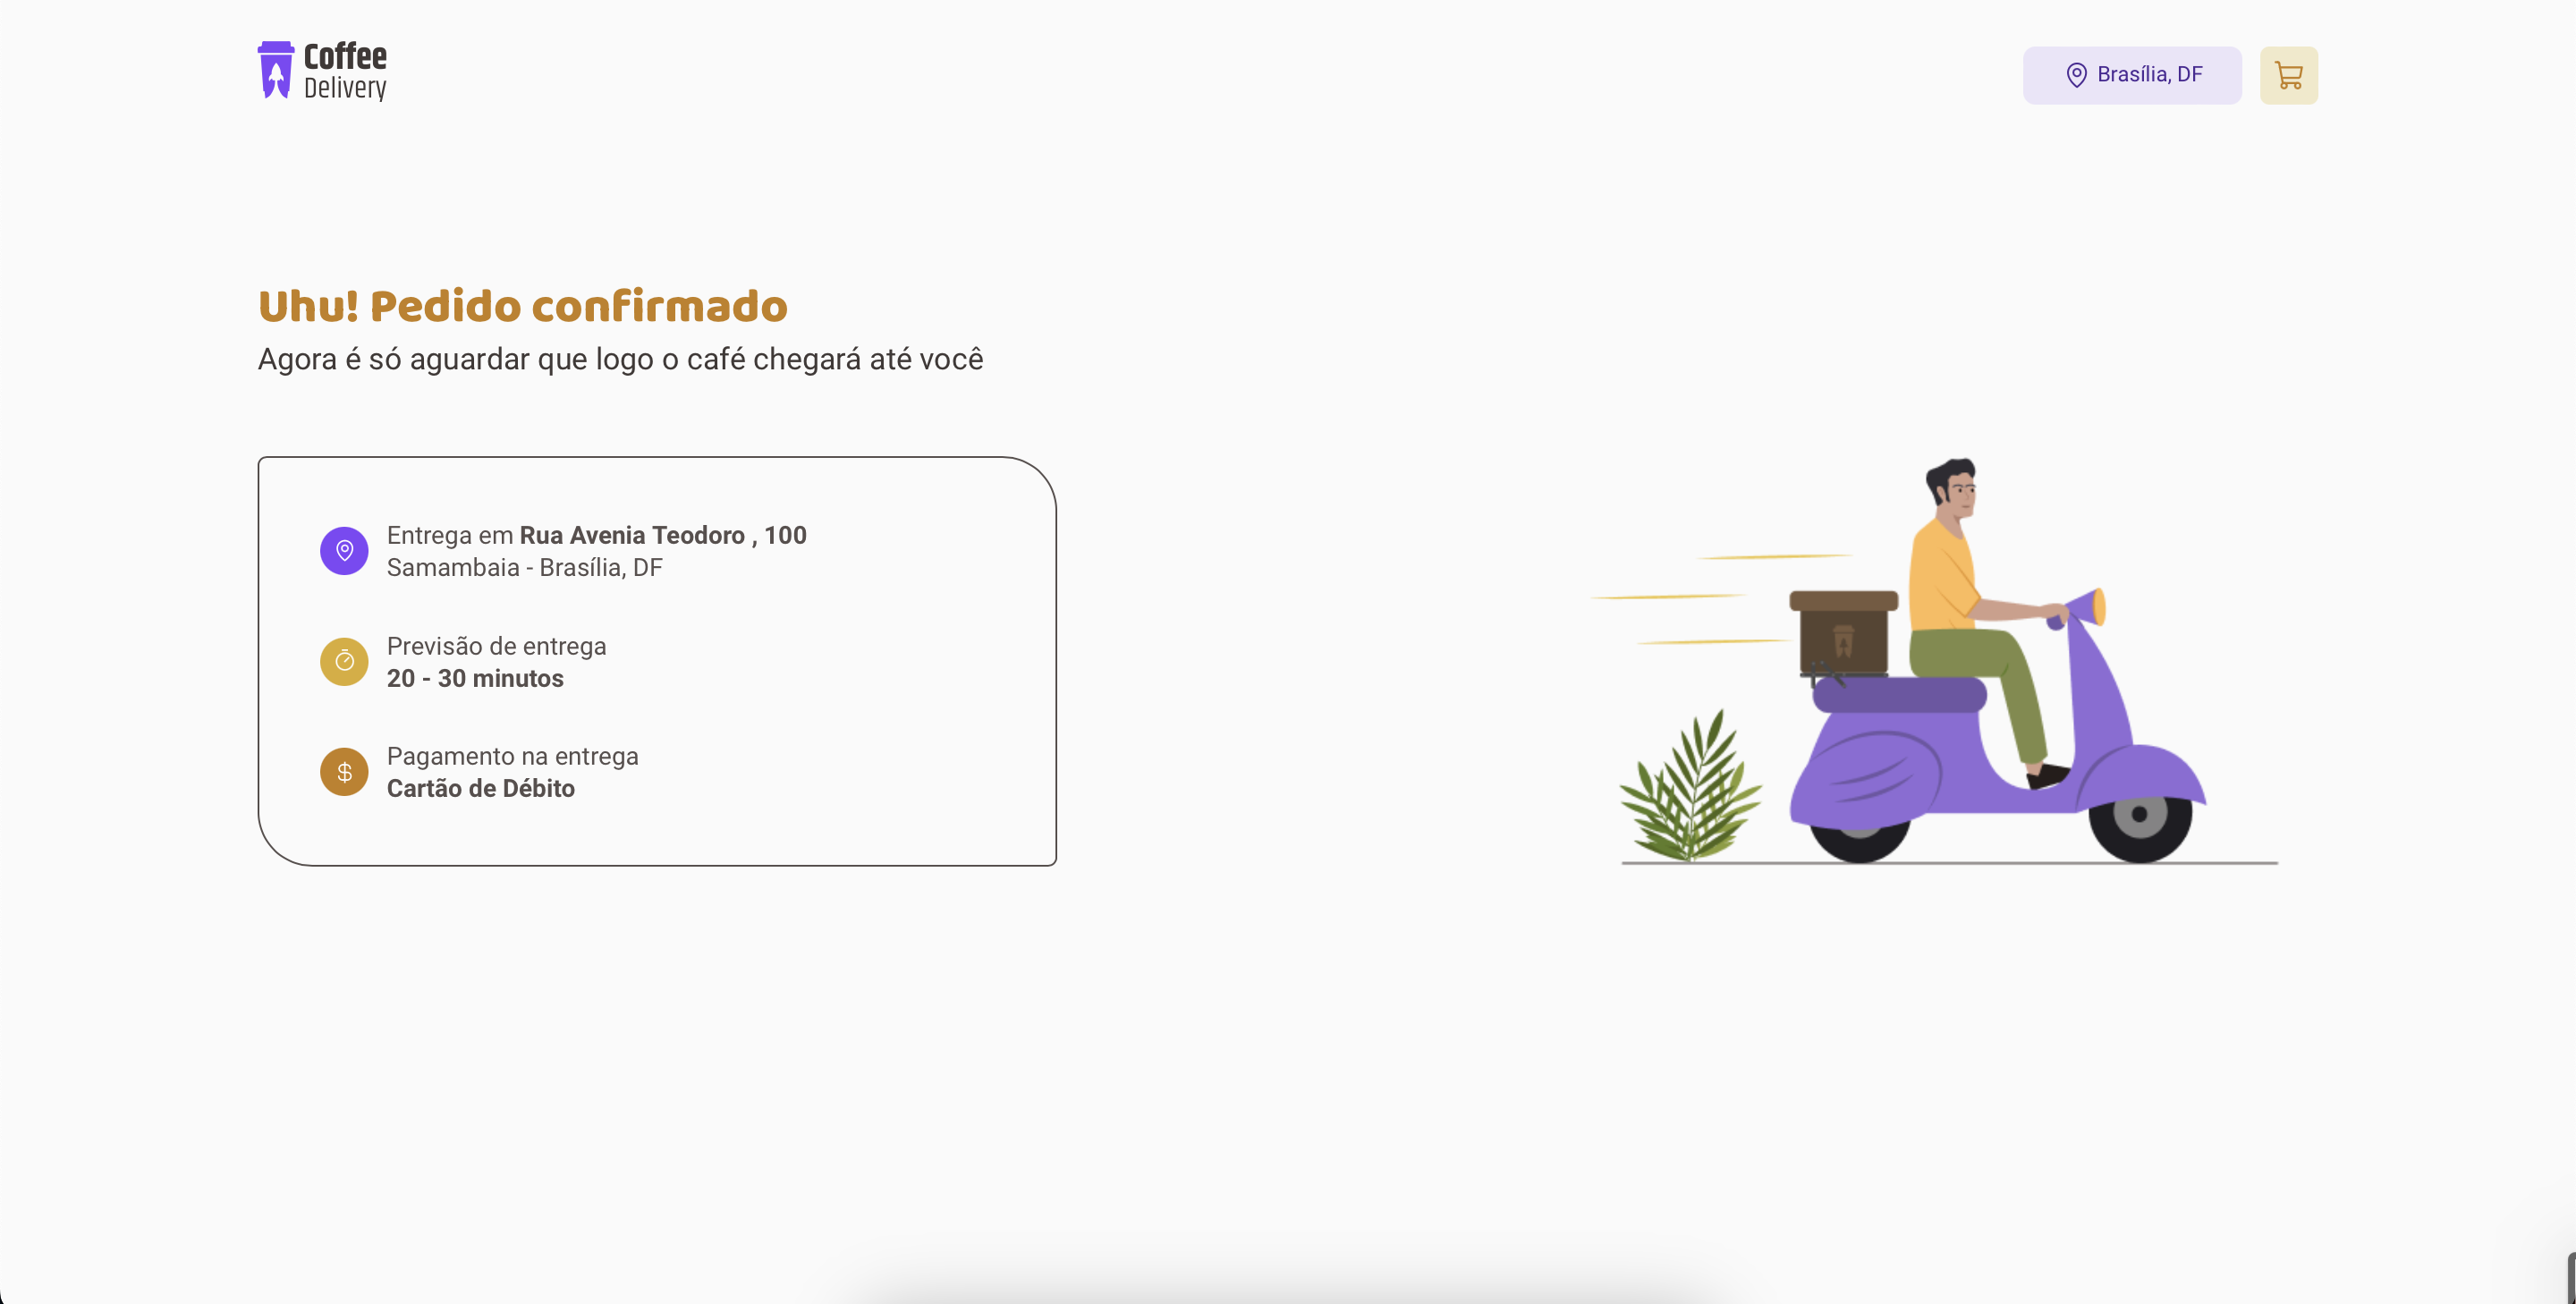 Coffee
Delivery
Brasília, DF
Uhu! Pedido confirmado
Agora é só aguardar que logo o café chegará até você
Entrega em Rua Avenia Teodoro , 100
Samambaia - Brasília, DF
Previsão de entrega
20 - 30 minutos
Pagamento na entrega
Cartão de Débito